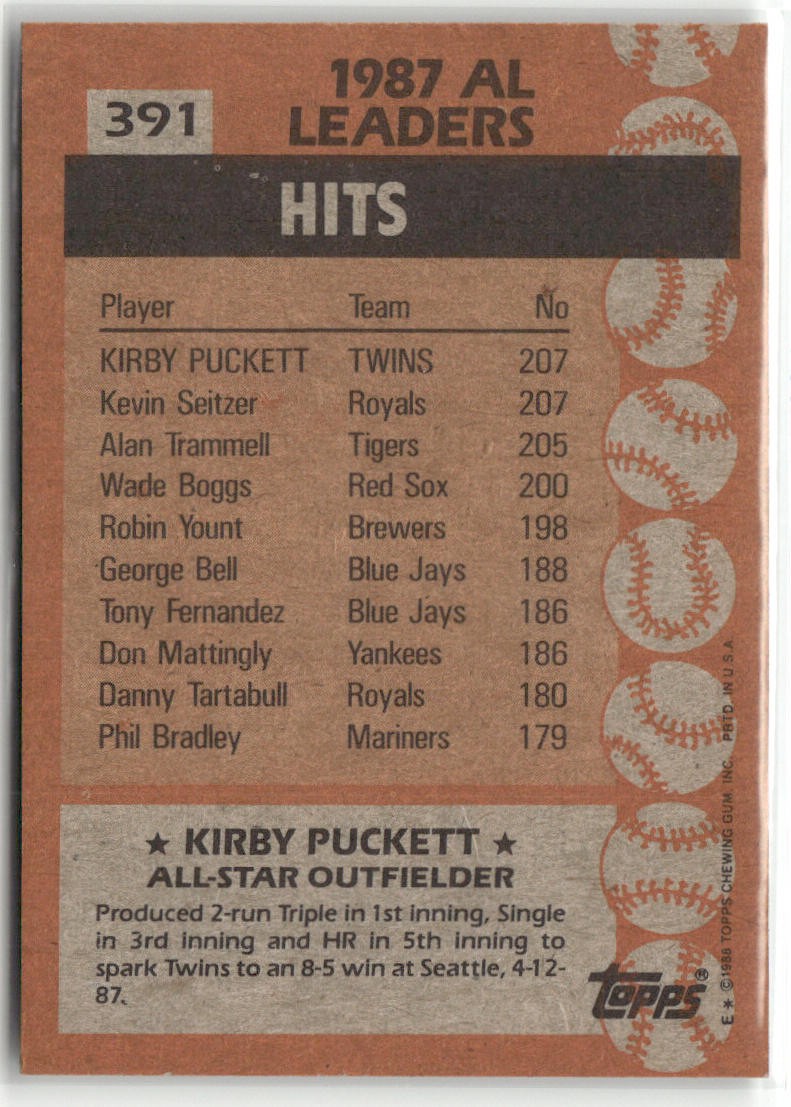 391
1987 AL
LEADERS
HITS
Player Team No
KIRBY PUCKETT TWINS 207
Kevin Seitzer Royals 207
Alan Trammell Tigers 205
Wade Boggs Red Sox 200
Robin Yount Brewers 198
George Bell Blue Jays 188
Tony Fernandez Blue Jays 186
Don Mattingly Yankees 186
Danny Tartabull Royals 180
Phil Bradley Mariners 179
★ KIRBY PUCKETT ★
ALL-STAR OUTFIELDER
Produced 2-run Triple in 1st inning, Single
in 3rd inning and HR in 5th inning to
spark Twins to an 8-5 win at Seattle, 4-12-
87.
Topps®
E ★ ©1988 TOPPS CHEWING GUM, INC. PRTD. IN U.S.A.